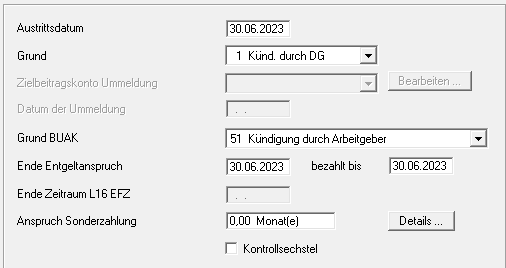 Austrittsdatum 30.06.2023
Grund 1 Künd. durch DG
Zielbeitragskonto Ummeldung Bearbeiten ...
Datum der Ummeldung . .
Grund BUAK 51 Kündigung durch Arbeitgeber
Ende Entgeltanspruch 30.06.2023 bezahlt bis 30.06.2023
Ende Zeitraum L16 EFZ . .
Anspruch Sonderzahlung 0,00 Monat(e) Details ...
Kontrollsechstel